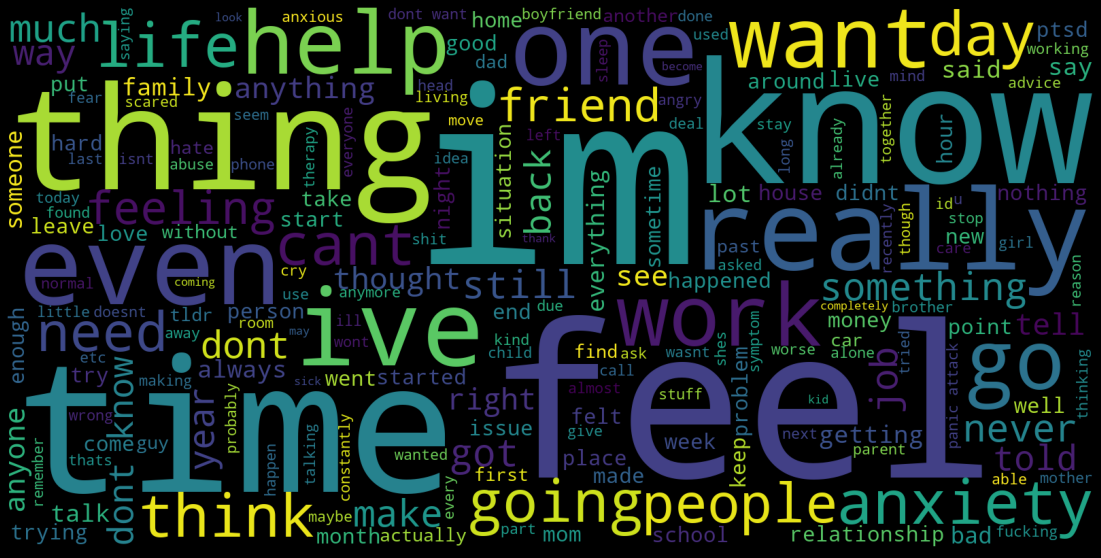 much
life
help
one
want
day
way
saying
look
anxious
dont want
home
boyfriend
another
done
used
ptsd
good
dad
sleep
become
around
live
said
working
say
mind
advice
put
family
anything
head
fear
scared
seem
living
friend
angry
move
deal
stay
thing
im
know
hard
hate
therapy
everyone
left
idea
together
hour
long
already
last
isnt
abuse
phone
someone
today
found
feeling
take
start
night
situation
back
everything
sometime
lot
house
didnt
nothing
id
u
leave
love
without
shit
thank
past
asked
really
recently
though
stop
new
care
girl
reason
even
cant
cry
thought
still
see
happened
something
normal
coming
use
anymore
completely
brother
little
doesnt
tldr
person
ive
end
due
work
money
point
tell
need
room
may
kind
child
wasnt
shes
symptom
car
alone
tried
go
enough
etc
away
ill
wont
dont
find
ask
worse
problem
job
try
making
always
sick
went
started
call
almost
stuff
kid
panic attack
well
thinking
time
feel
wrong
probably
right
felt
give
week
next
getting
parent
never
anyone
remember
thats
come
guy
year
happen
talking
constantly
wanted
got
issue
place
made
keep
able
mother
told
dont know
every
first
talk
trying
think
maybe
make
month
actually
part
mom
going
school
people
relationship
anxiety
bad
fucking